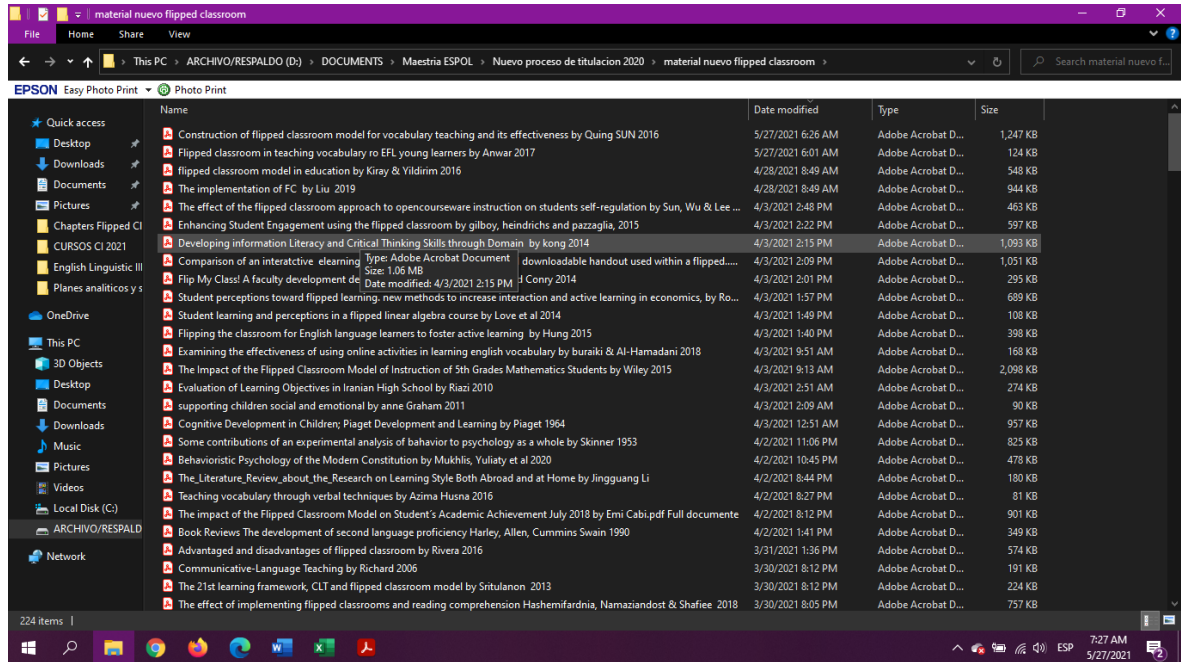 material nuevo flipped classroom
File Home Share View
This PC > ARCHIVO/RESPALDO (D:) > DOCUMENTS > Maestria ESPOL > Nuevo proceso de titulacion 2020 > material nuevo flipped classroom > Search material nuevo f...
EPSON Easy Photo Print Photo Print
Name Date modified Type Size
Quick access
Desktop
Downloads
Documents
Pictures
Chapters Flipped Cl
CURSOS CI 2021
English Linguistic III
Planes analiticos y s
OneDrive
This PC
3D Objects
Desktop
Documents
Downloads
Music
Pictures
Videos
Local Disk (C:)
ARCHIVO/RESPALD
Network
Construction of flipped classroom model for vocabulary teaching and its effectiveness by Quing SUN 2016 5/27/2021 6:26 AM Adobe Acrobat D... 1,247 KB
Flipped classroom in teaching vocabulary ro EFL young learners by Anwar 2017 5/27/2021 6:01 AM Adobe Acrobat D... 124 KB
flipped classroom model in education by Kiray & Yildirim 2016 4/28/2021 8:49 AM Adobe Acrobat D... 548 KB
The implementation of FC by Liu 2019 4/28/2021 8:49 AM Adobe Acrobat D... 944 KB
The effect of the flipped classroom approach to opencourseware instruction on students self-regulation by Sun, Wu & Lee ... 4/3/2021 2:48 PM Adobe Acrobat D... 463 KB
Enhancing Student Engagement using the flipped classroom by gilboy, heindrichs and pazzaglia, 2015 4/3/2021 2:22 PM Adobe Acrobat D... 597 KB
Developing information Literacy and Critical Thinking Skills through Domain by kong 2014 4/3/2021 2:15 PM Adobe Acrobat D... 1,093 KB
Comparison of an interatctive elearning downloadable handout used within a flipped..... 4/3/2021 2:09 PM Adobe Acrobat D... 1,051 KB
Type: Adobe Acrobat Document
Size: 1.06 MB
Date modified: 4/3/2021 2:15 PM
Flip My Class! A faculty development de d Conry 2014 4/3/2021 2:01 PM Adobe Acrobat D... 295 KB
Student perceptions toward flipped learning. new methods to increase interaction and active learning in economics, by Ro... 4/3/2021 1:57 PM Adobe Acrobat D... 689 KB
Student learning and perceptions in a flipped linear algebra course by Love et al 2014 4/3/2021 1:49 PM Adobe Acrobat D... 108 KB
Flipping the classroom for English language learners to foster active learning by Hung 2015 4/3/2021 1:40 PM Adobe Acrobat D... 398 KB
Examining the effectiveness of using online activities in learning english vocabulary by buraiki & Al-Hamadani 2018 4/3/2021 9:51 AM Adobe Acrobat D... 168 KB
The Impact of the Flipped Classroom Model of Instruction of 5th Grades Mathematics Students by Wiley 2015 4/3/2021 9:13 AM Adobe Acrobat D... 2,098 KB
Evaluation of Learning Objectives in Iranian High School by Riazi 2010 4/3/2021 2:51 AM Adobe Acrobat D... 274 KB
supporting children social and emotional by anne Graham 2011 4/3/2021 2:09 AM Adobe Acrobat D... 90 KB
Cognitive Development in Children; Piaget Development and Learning by Piaget 1964 4/3/2021 12:51 AM Adobe Acrobat D... 957 KB
Some contributions of an experimental analysis of bahavior to psychology as a whole by Skinner 1953 4/2/2021 11:06 PM Adobe Acrobat D... 825 KB
Behavioristic Psychology of the Modern Constitution by Mukhlis, Yuliaty et al 2020 4/2/2021 10:45 PM Adobe Acrobat D... 478 KB
The_Literature_Review_about_the_Research on Learning Style Both Abroad and at Home by Jingguang Li 4/2/2021 8:44 PM Adobe Acrobat D... 180 KB
Teaching vocabulary through verbal techniques by Azima Husna 2016 4/2/2021 8:27 PM Adobe Acrobat D... 81 KB
The impact of the Flipped Classroom Model on Student´s Academic Achievement July 2018 by Emi Cabi.pdf Full documente 4/2/2021 8:12 PM Adobe Acrobat D... 901 KB
Book Reviews The development of second language proficiency Harley, Allen, Cummins Swain 1990 4/2/2021 1:41 PM Adobe Acrobat D... 349 KB
Advantaged and disadvantages of flipped classroom by Rivera 2016 3/31/2021 1:36 PM Adobe Acrobat D... 574 KB
Communicative-Language Teaching by Richard 2006 3/30/2021 8:12 PM Adobe Acrobat D... 191 KB
The 21st learning framework, CLT and flipped classroom model by Sritulanon 2013 3/30/2021 8:12 PM Adobe Acrobat D... 224 KB
The effect of implementing flipped classrooms and reading comprehension Hashemifardnia, Namaziandost & Shafiee 2018 3/30/2021 8:05 PM Adobe Acrobat D... 757 KB
224 items
ESP
7:27 AM
5/27/2021
2